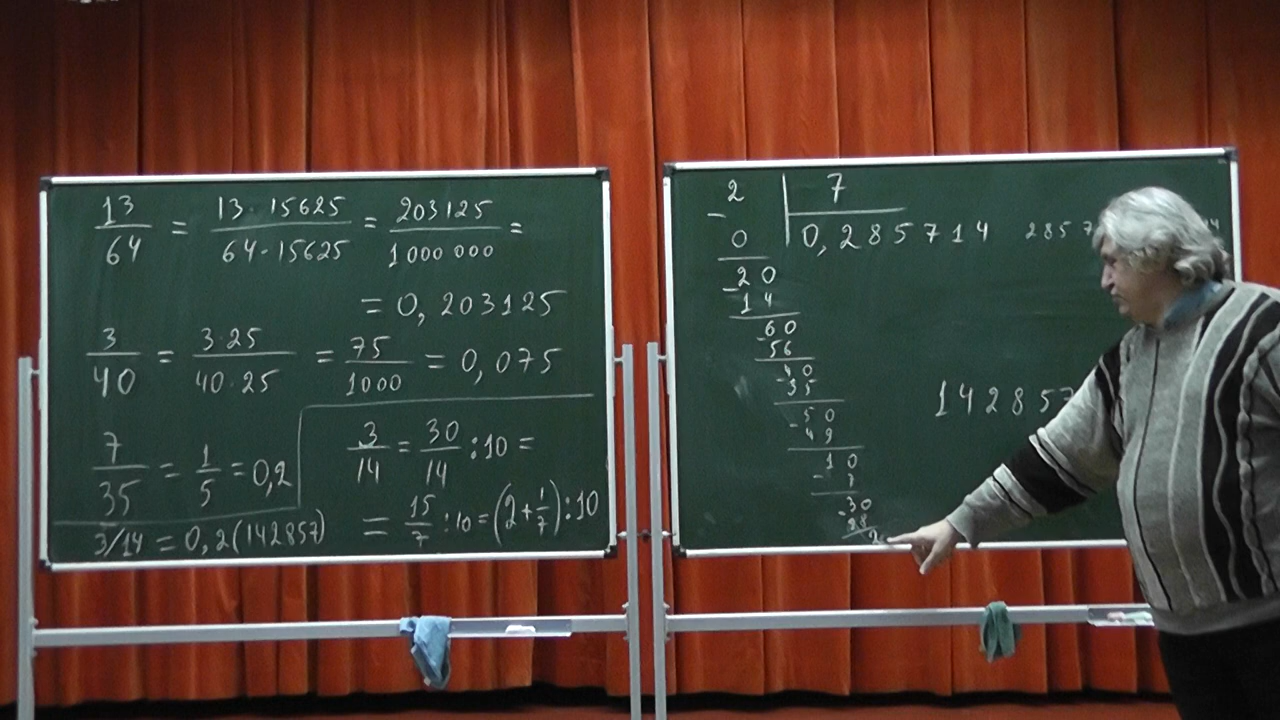 13/64 = 13·15625/64·15625 = 203125/1000000 =
= 0,203125
3/40 = 3·25/40·25 = 75/1000 = 0,075
7/35 = 1/5 = 0,2
3/14 = 30/14 :10 =
= 15/7 :10 = (2+1/7):10
3/14 = 0,2(142857)
2 | 7
- 0 0,285714 2857
20
- 14
60
- 56
40
- 35
50
- 49
10
- 7
30
- 28
2
142857